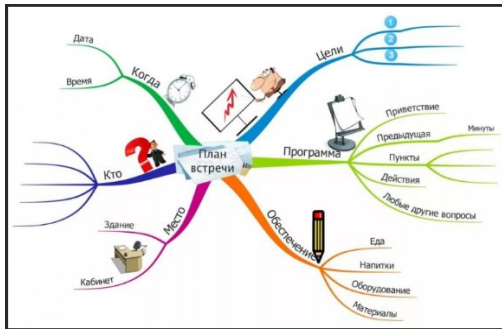 План
встречи
Цели
1
2
3
Программа
Приветствие
Предыдущая
Минуты
Пункты
Действия
Любые другие вопросы
Обеспечение
Еда
Напитки
Оборудование
Материалы
Место
Здание
Кабинет
Кто
Когда
Дата
Время